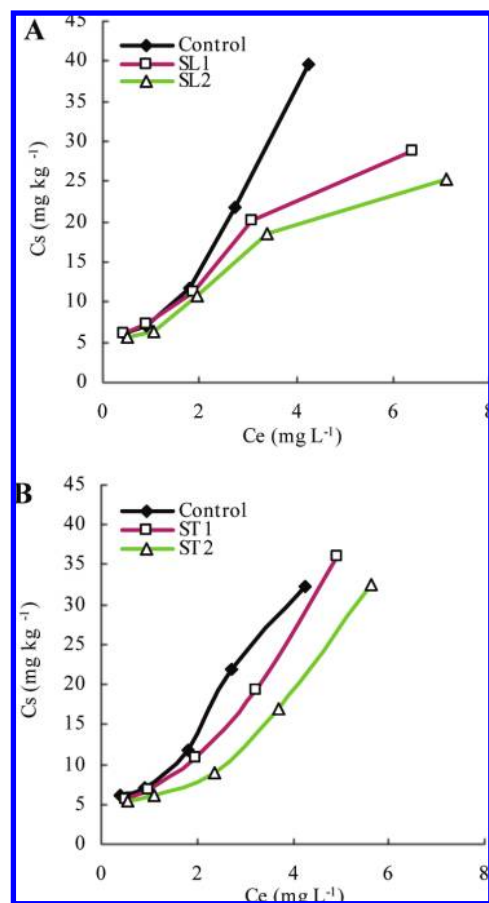 A
Control
SL1
SL2
45
40
35
30
25
20
15
10
5
0
Cs (mg kg⁻¹)
0 2 4 6 8
Ce (mg L⁻¹)
B
Control
ST1
ST2
45
40
35
30
25
20
15
10
5
0
Cs (mg kg⁻¹)
0 2 4 6 8
Ce (mg L⁻¹)